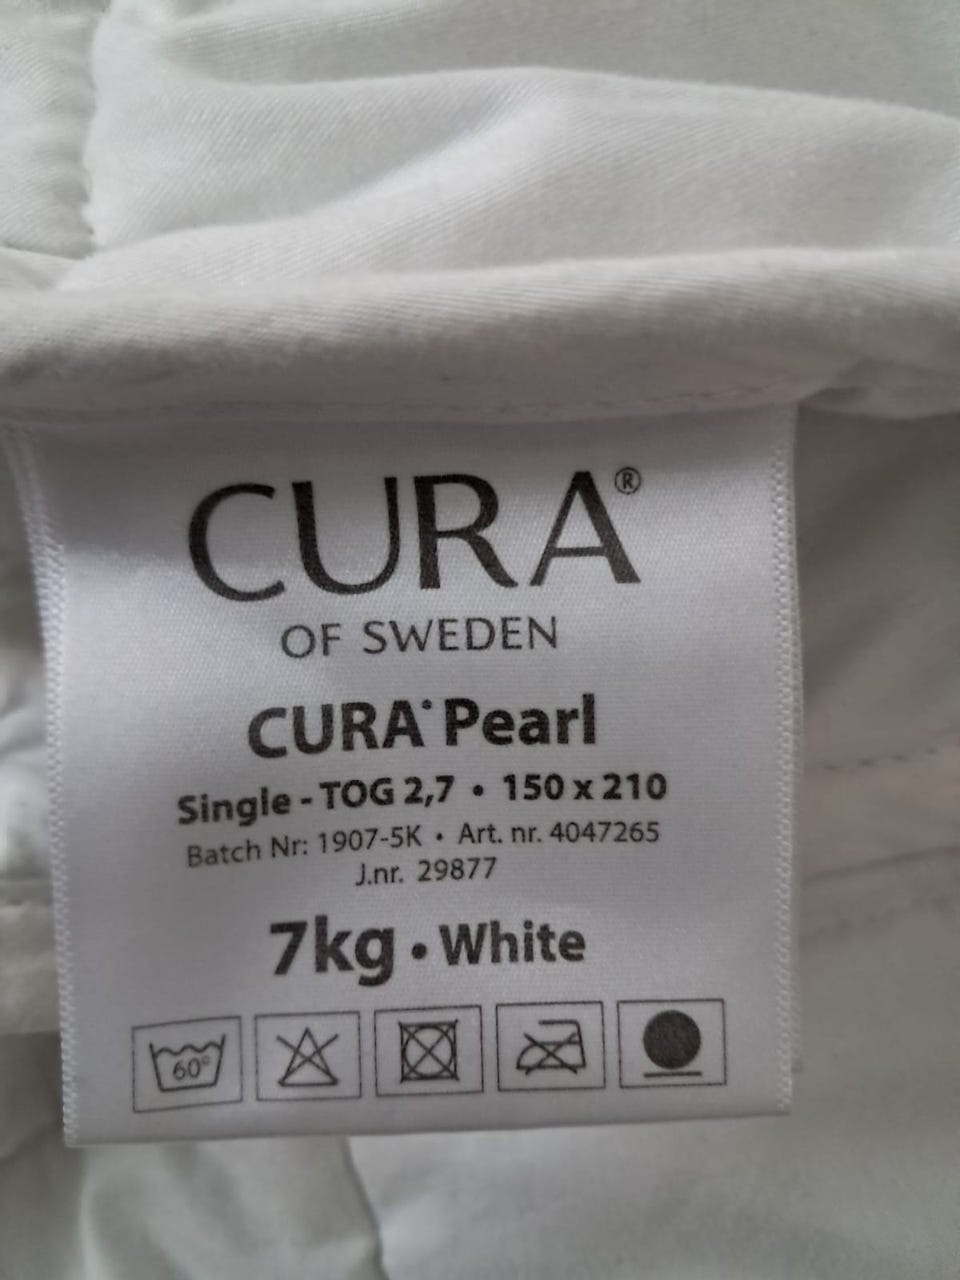 CURA®
OF SWEDEN
CURA® Pearl
Single - TOG 2,7 • 150 x 210
Batch Nr: 1907-5K • Art. nr. 4047265
J.nr. 29877
7kg • White
60°